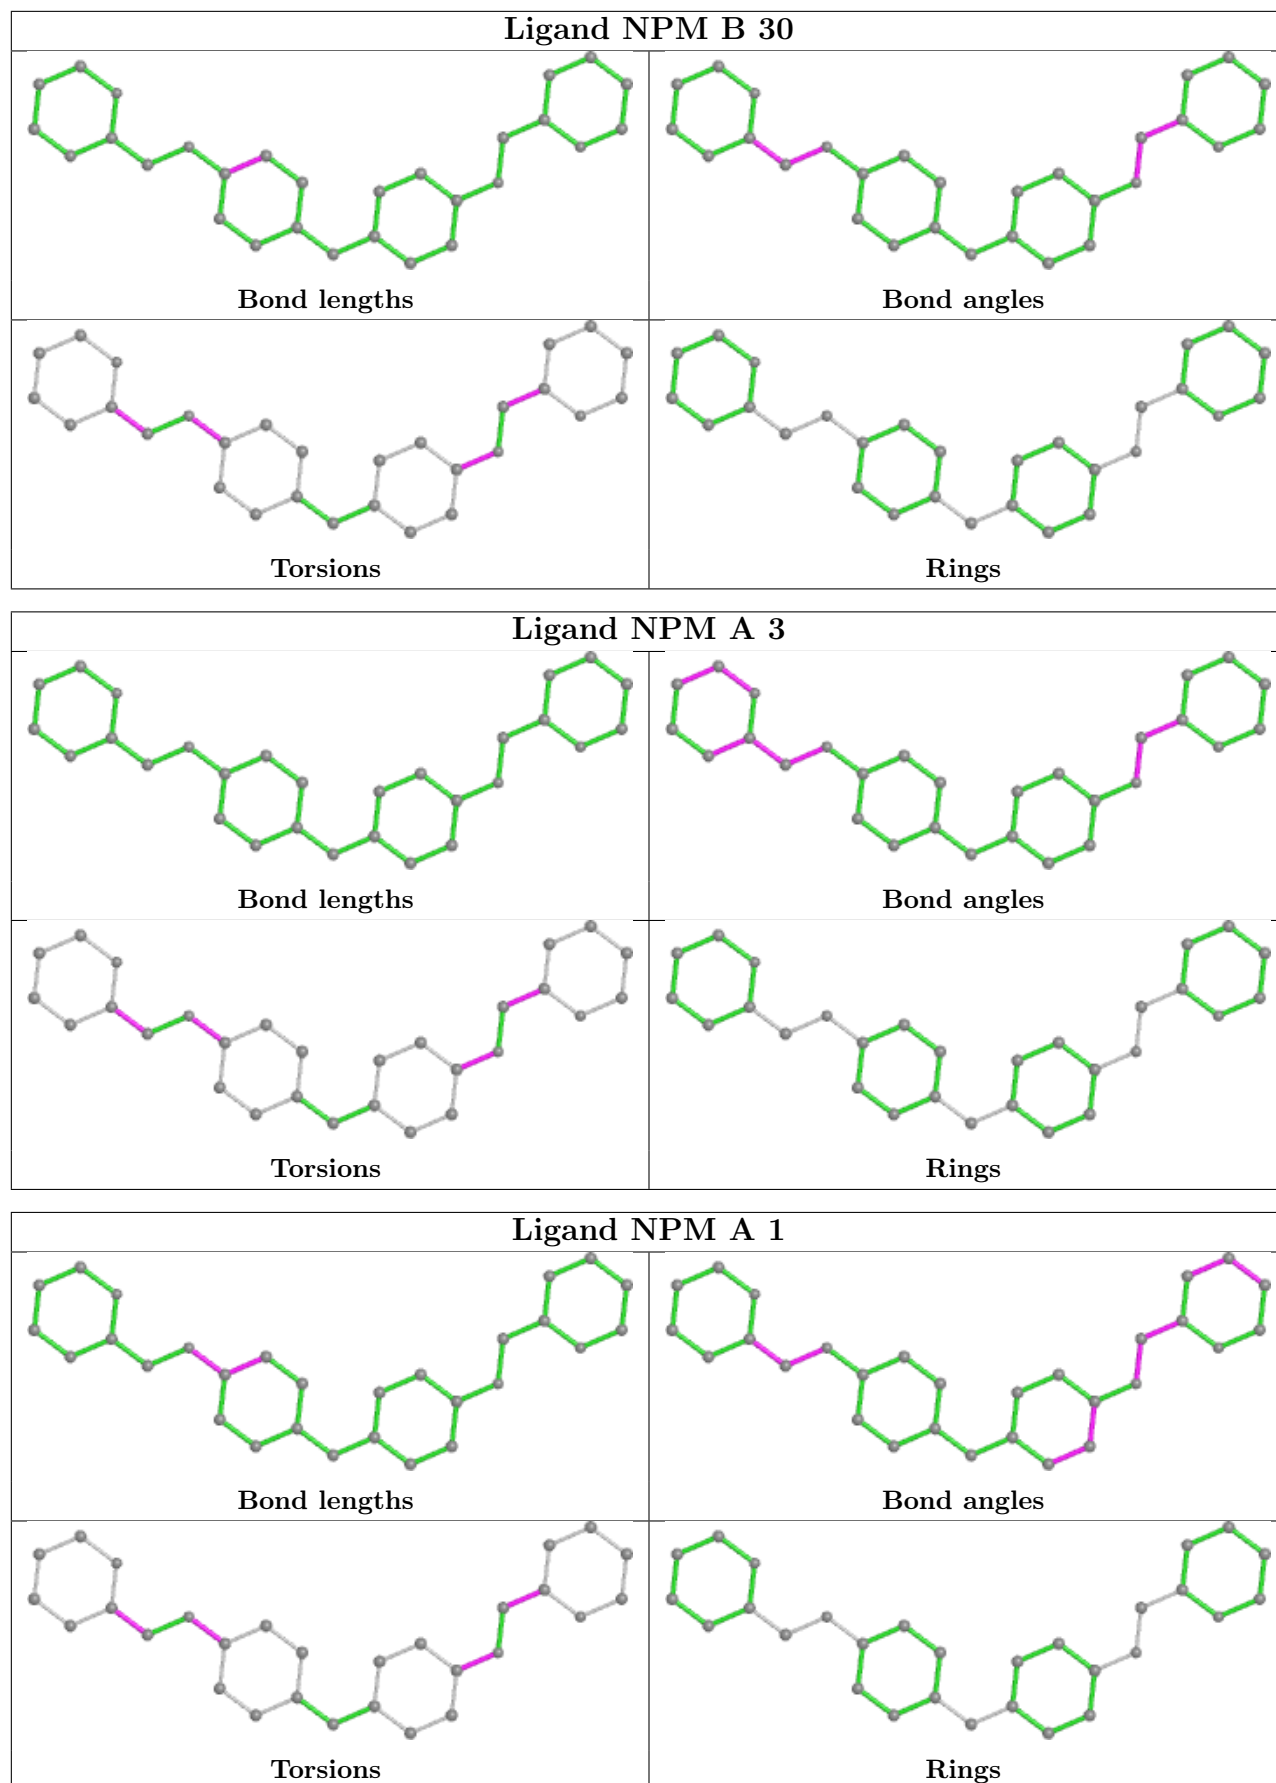 Ligand NPM B 30
Bond lengths
Bond angles
Torsions
Rings
Ligand NPM A 3
Bond lengths
Bond angles
Torsions
Rings
Ligand NPM A 1
Bond lengths
Bond angles
Torsions
Rings